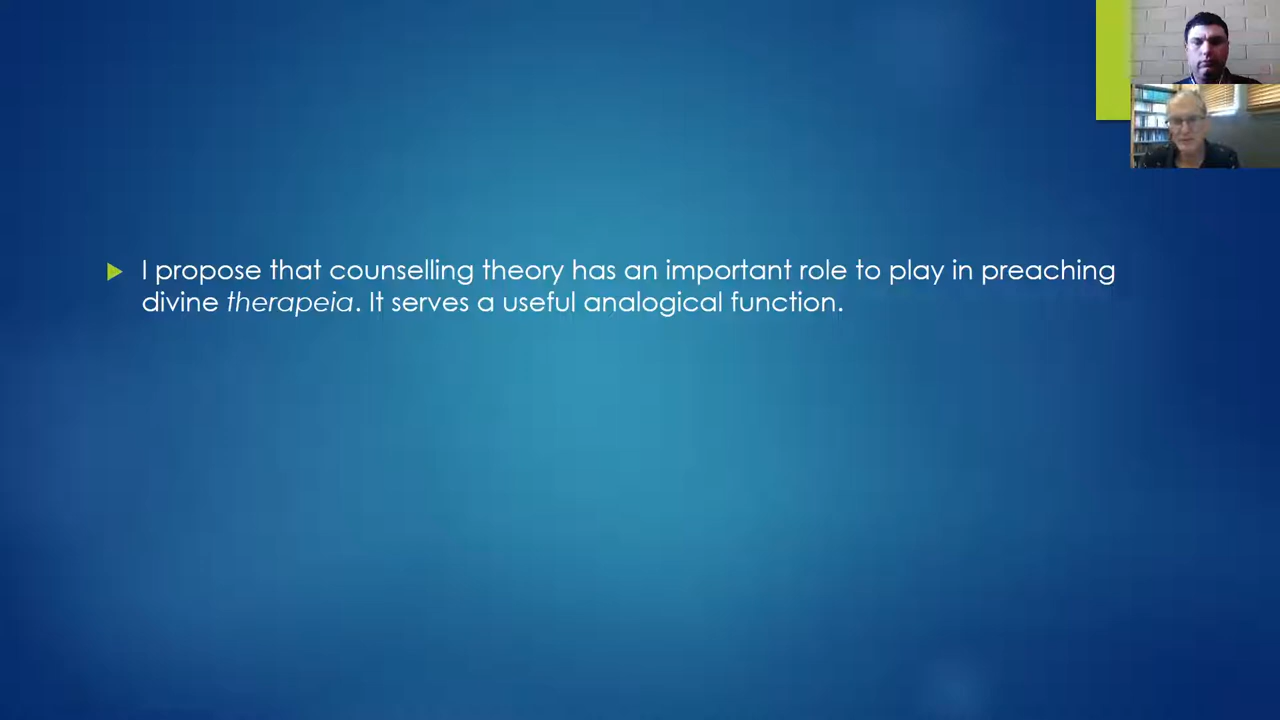 I propose that counselling theory has an important role to play in preaching
divine therapeia. It serves a useful analogical function.